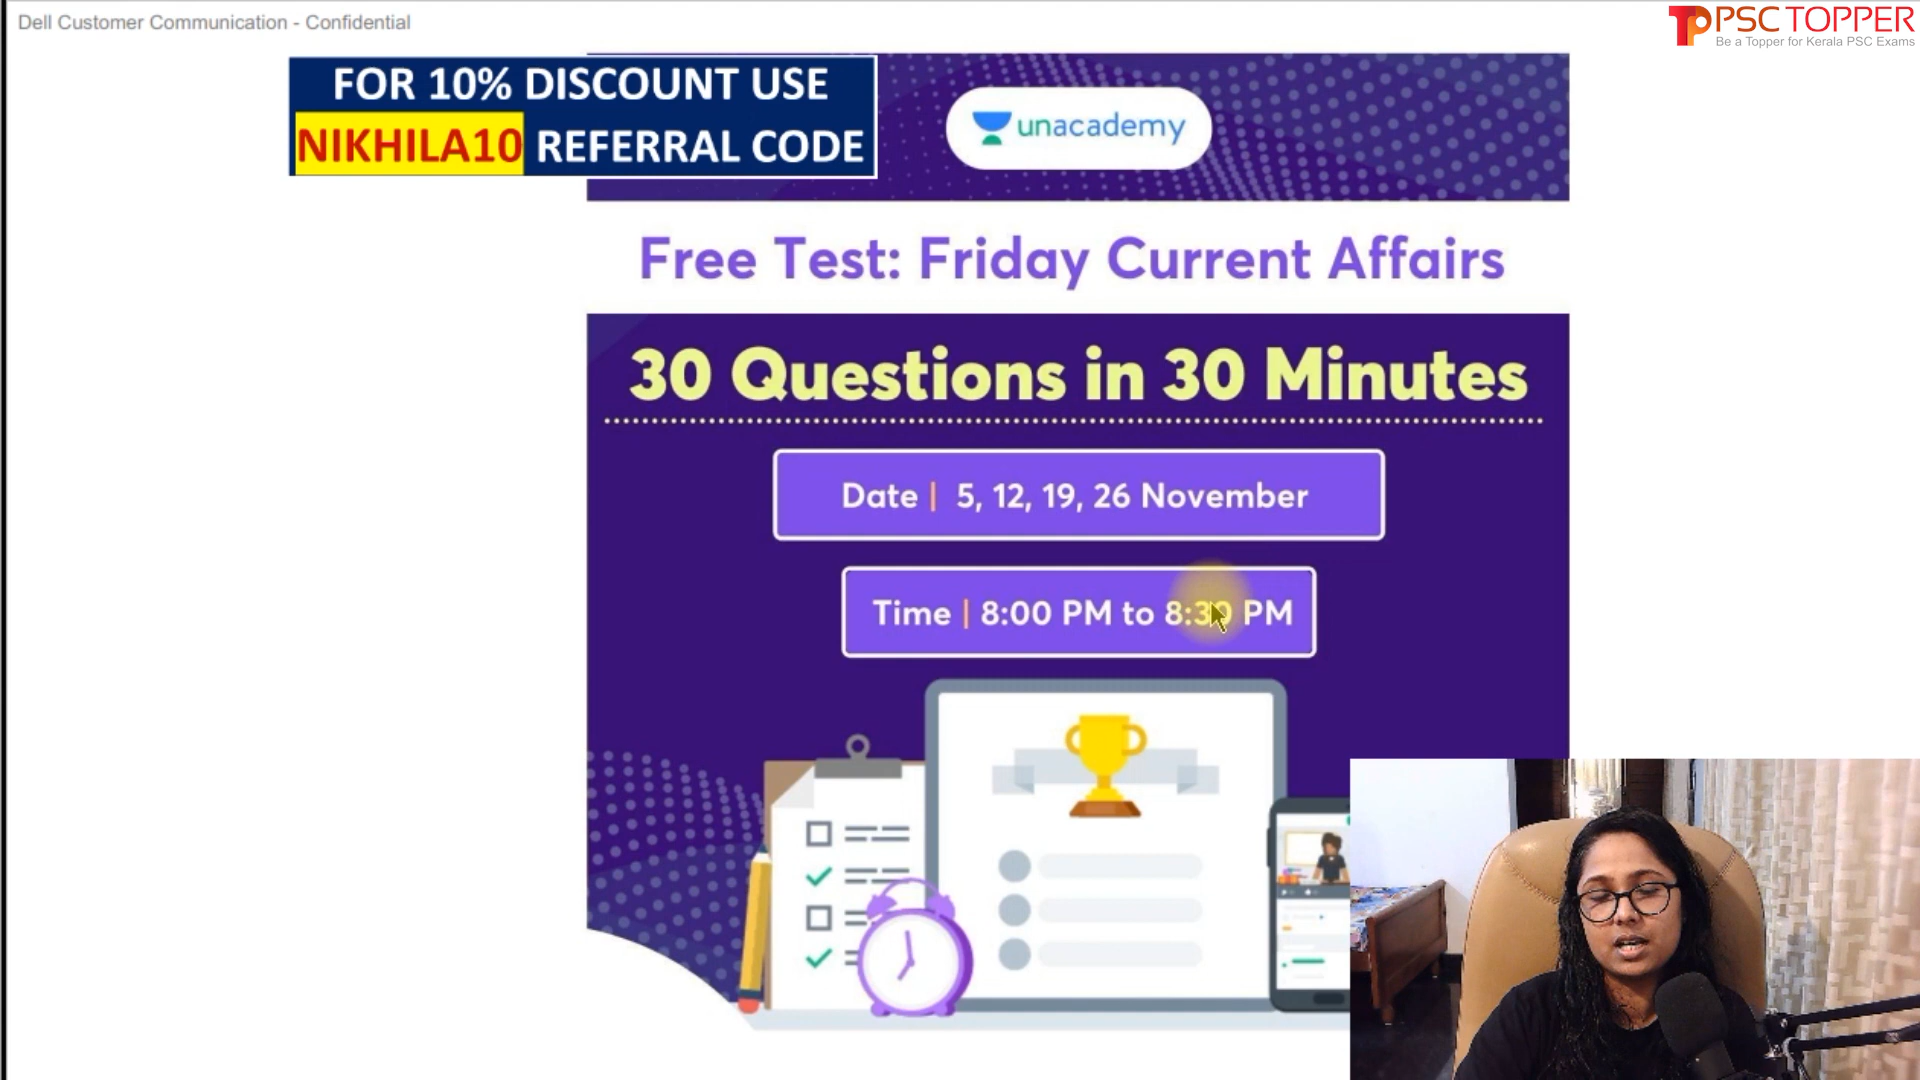 Dell Customer Communication - Confidential
PSC TOPPER
Be a Topper for Kerala PSC Exams
FOR 10% DISCOUNT USE
NIKHILA10 REFERRAL CODE
unacademy
Free Test: Friday Current Affairs
30 Questions in 30 Minutes
Date | 5, 12, 19, 26 November
Time | 8:00 PM to 8:30 PM